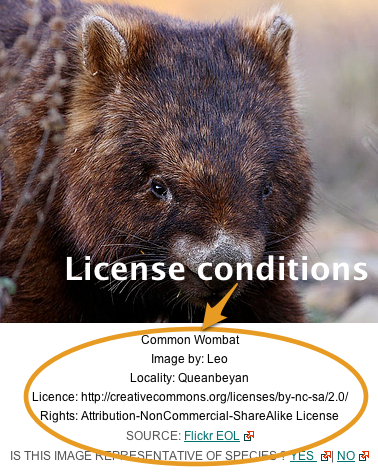 License conditions
Common Wombat
Image by: Leo
Locality: Queanbeyan
Licence: http://creativecommons.org/licenses/by-nc-sa/2.0/
Rights: Attribution-NonCommercial-ShareAlike License
SOURCE: Flickr EOL
IS THIS IMAGE REPRESENTATIVE OF SPECIES ? YES | NO